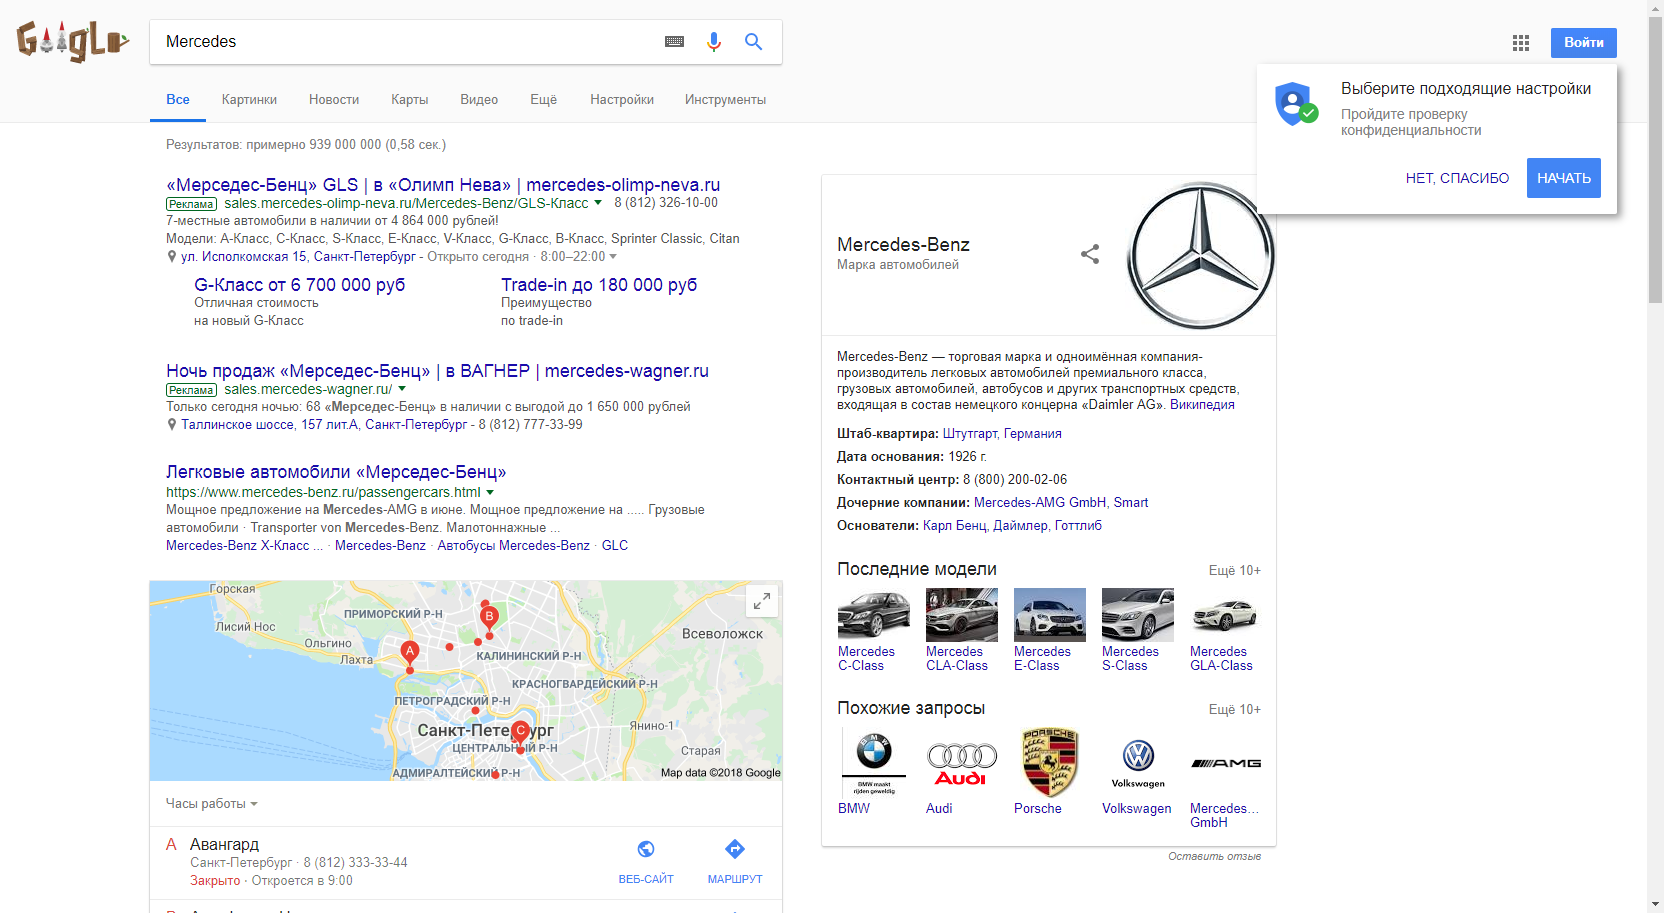 Mercedes
Войти
Все Картинки Новости Карты Видео Ещё Настройки Инструменты
Выберите подходящие настройки
Пройдите проверку
конфиденциальности
НЕТ, СПАСИБО НАЧАТЬ
Результатов: примерно 939 000 000 (0,58 сек.)
«Мерседес-Бенц» GLS | в «Олимп Нева» | mercedes-olimp-neva.ru
Реклама sales.mercedes-olimp-neva.ru/Mercedes-Benz/GLS-Класс 8 (812) 326-10-00
7-местные автомобили в наличии от 4 864 000 рублей!
Модели: A-Класс, C-Класс, S-Класс, E-Класс, V-Класс, G-Класс, B-Класс, Sprinter Classic, Citan
ул. Исполкомская 15, Санкт-Петербург - Открыто сегодня · 8:00–22:00
G-Класс от 6 700 000 руб
Отличная стоимость
на новый G-Класс
Trade-in до 180 000 руб
Преимущество
по trade-in
Ночь продаж «Мерседес-Бенц» | в ВАГНЕР | mercedes-wagner.ru
Реклама sales.mercedes-wagner.ru/
Только сегодня ночью: 68 «Мерседес-Бенц» в наличии с выгодой до 1 650 000 рублей
Таллинское шоссе, 157 лит.А, Санкт-Петербург - 8 (812) 777-33-99
Легковые автомобили «Мерседес-Бенц»
https://www.mercedes-benz.ru/passengercars.html
Мощное предложение на Mercedes-AMG в июне. Мощное предложение на ..... Грузовые
автомобили · Transporter von Mercedes-Benz. Малотоннажные ...
Mercedes-Benz X-Класс ... · Mercedes-Benz · Автобусы Mercedes-Benz · GLC
Горская
ПРИМОРСКИЙ Р-Н
B
Лисий Нос
Всеволожск
Ольгино
A
Лахта
КАЛИНИНСКИЙ Р-Н
КРАСНОГВАРДЕЙСКИЙ Р-Н
ПЕТРОГРАДСКИЙ Р-Н
Янино-1
Санкт-Петербург
C
ЦЕНТРАЛЬНЫЙ Р-Н
Старая
АДМИРАЛТЕЙСКИЙ Р-Н
Map data ©2018 Google
Часы работы
A Авангард
Санкт-Петербург · 8 (812) 333-33-44
Закрыто · Откроется в 9:00
ВЕБ-САЙТ МАРШРУТ
Mercedes-Benz
Марка автомобилей
Mercedes-Benz — торговая марка и одноимённая компания-
производитель легковых автомобилей премиального класса,
грузовых автомобилей, автобусов и других транспортных средств,
входящая в состав немецкого концерна «Daimler AG». Википедия
Штаб-квартира: Штутгарт, Германия
Дата основания: 1926 г.
Контактный центр: 8 (800) 200-02-06
Дочерние компании: Mercedes-AMG GmbH, Smart
Основатели: Карл Бенц, Даймлер, Готтлиб
Последние модели Ещё 10+
Mercedes C-Class
Mercedes CLA-Class
Mercedes E-Class
Mercedes S-Class
Mercedes GLA-Class
Похожие запросы Ещё 10+
BMW
BMW maakt
rijden geweldig
BMW
Audi
Audi
PORSCHE
Porsche
Volkswagen
Volkswagen
AMG
Mercedes...
GmbH
Оставить отзыв